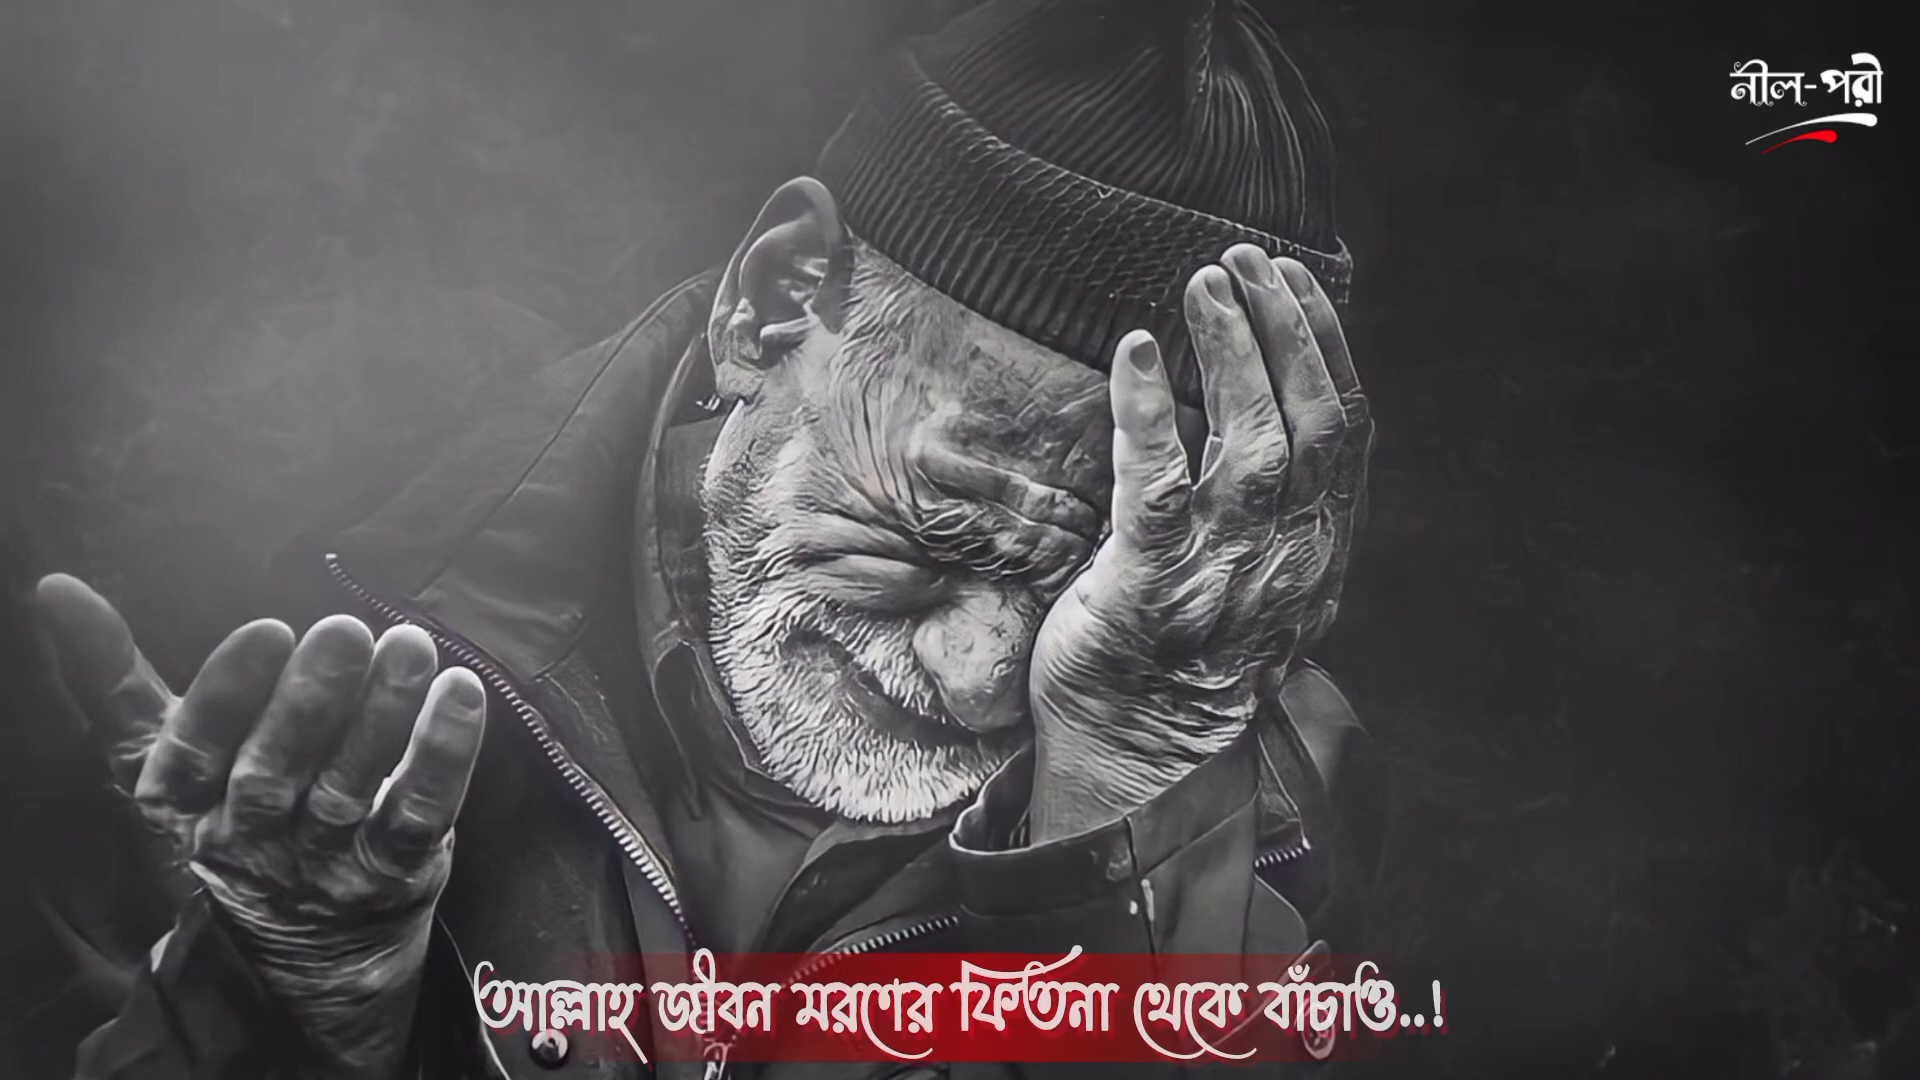 নীল-পরী
আল্লাহ জীবন মরণের ফিতনা থেকে বাঁচাও..!